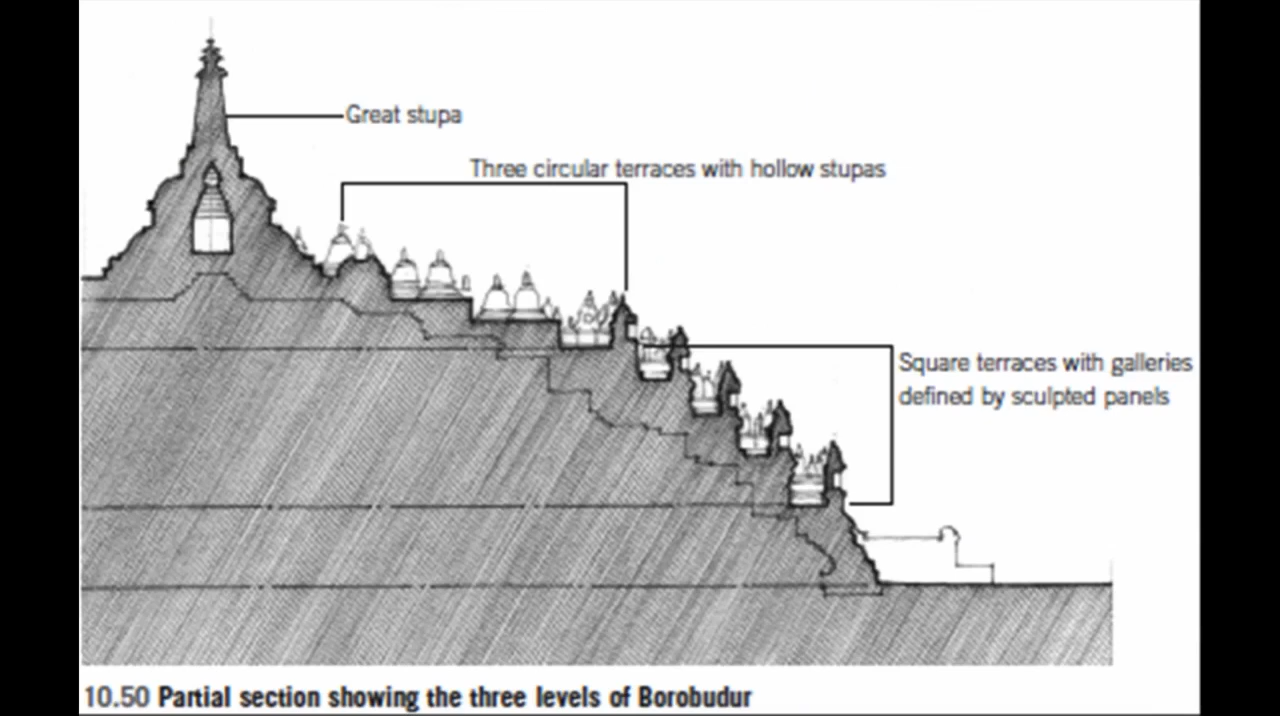 Great stupa
Three circular terraces with hollow stupas
Square terraces with galleries
defined by sculpted panels
10.50 Partial section showing the three levels of Borobudur